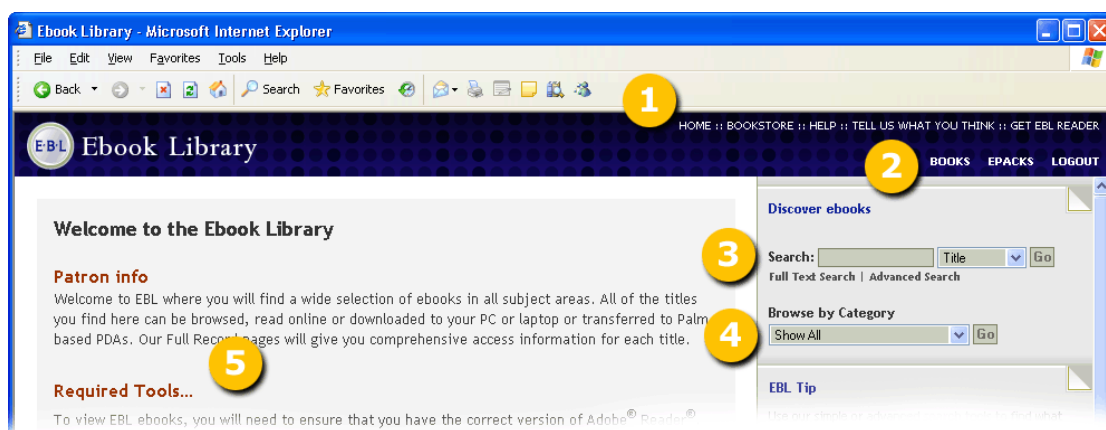 Ebook Library - Microsoft Internet Explorer
File Edit View Favorites Tools Help
Back Search Favorites
1
HOME :: BOOKSTORE :: HELP :: TELL US WHAT YOU THINK :: GET EBL READER
E·B·L Ebook Library
2 BOOKS EPACKS LOGOUT
Welcome to the Ebook Library
Patron info
Welcome to EBL where you will find a wide selection of ebooks in all subject areas. All of the titles
you find here can be browsed, read online or downloaded to your PC or laptop or transferred to Palm
based PDAs. Our Full Record pages will give you comprehensive access information for each title.
5
Required Tools...
To view EBL ebooks, you will need to ensure that you have the correct version of Adobe® Reader®
Discover ebooks
3 Search: Title Go
Full Text Search | Advanced Search
Browse by Category
4 Show All Go
EBL Tip